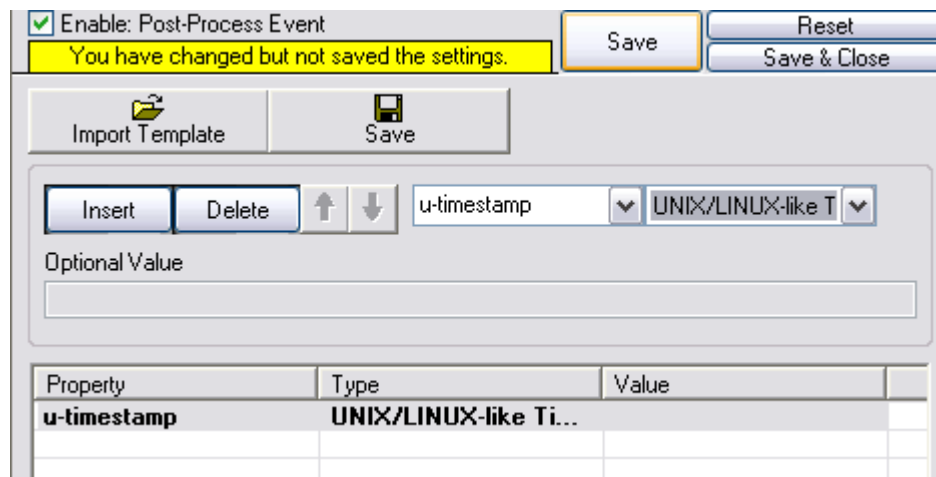 Enable: Post-Process Event
You have changed but not saved the settings.
Save
Reset
Save & Close
Import Template
Save
Insert
Delete
u-timestamp
UNIX/LINUX-like T
Optional Value
Property Type Value
u-timestamp UNIX/LINUX-like Ti...